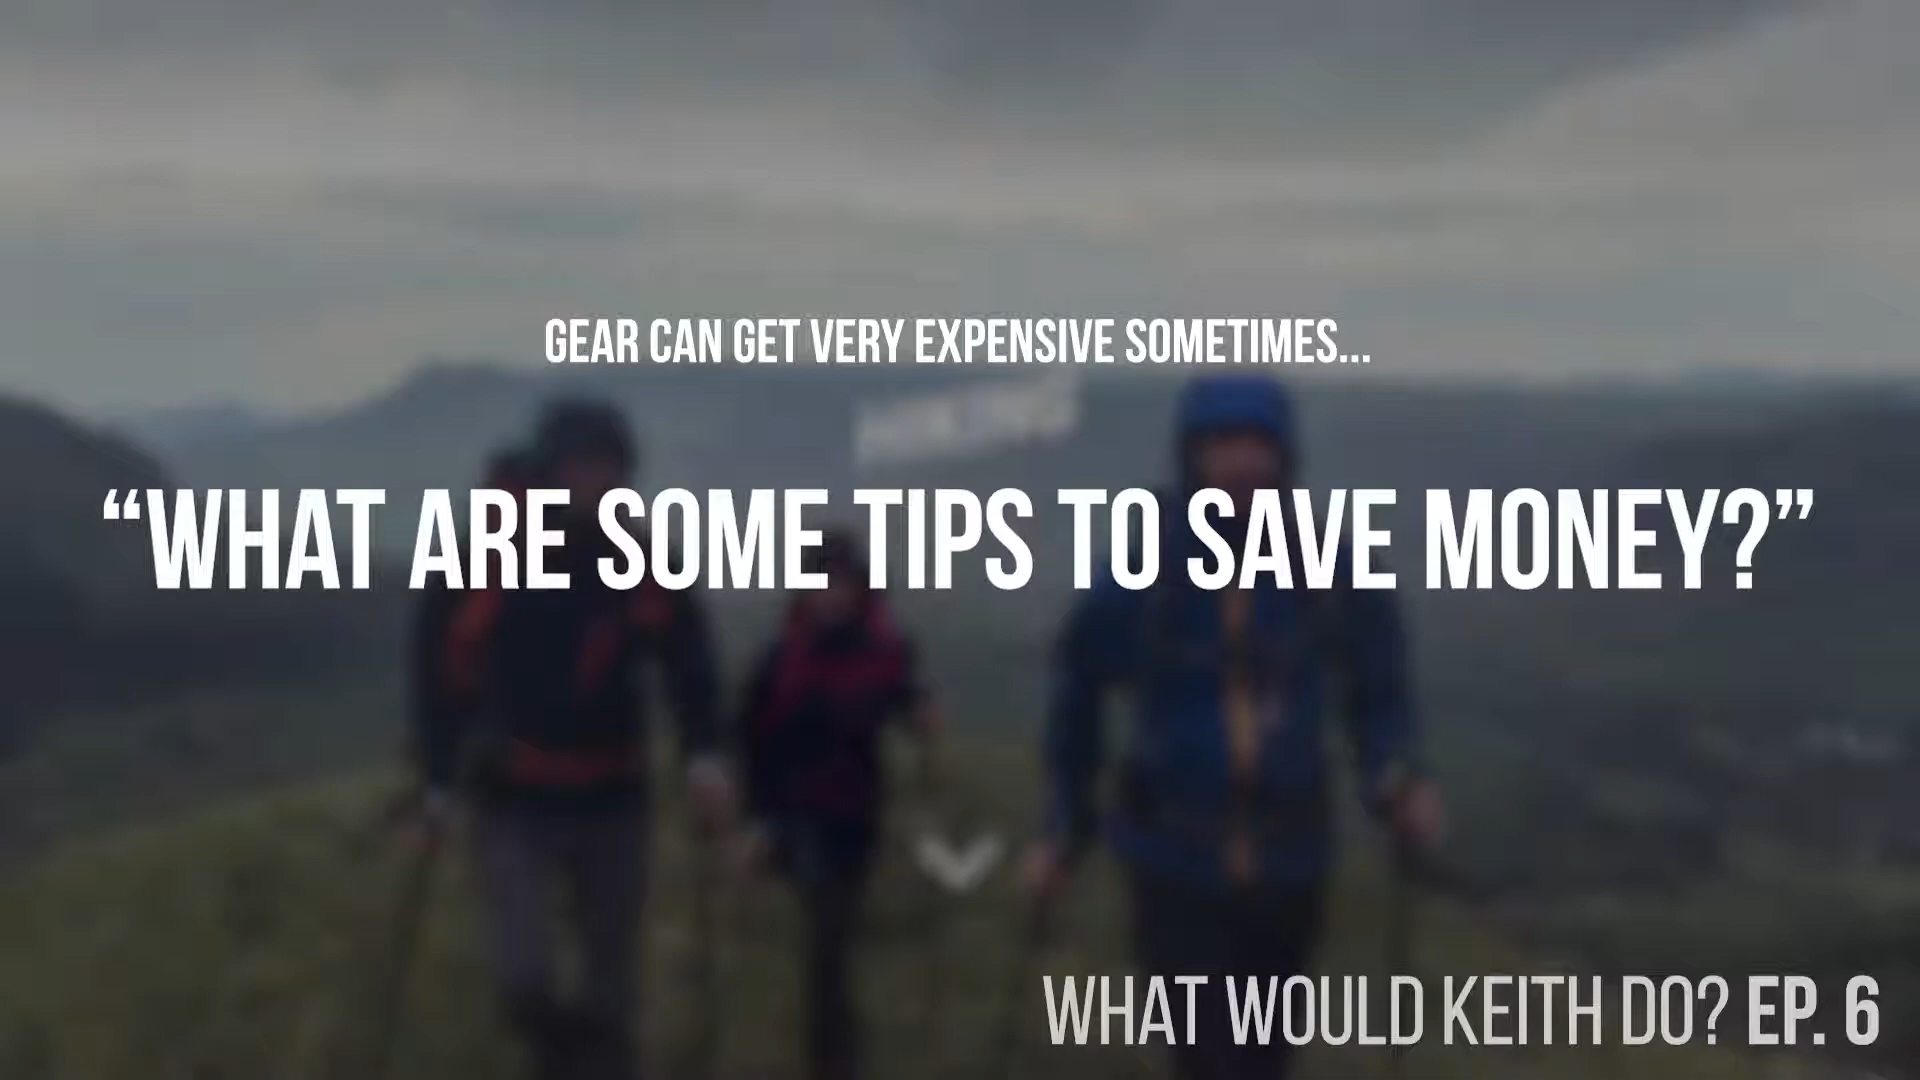 GEAR CAN GET VERY EXPENSIVE SOMETIMES...
“WHAT ARE SOME TIPS TO SAVE MONEY?”
WHAT WOULD KEITH DO? EP. 6